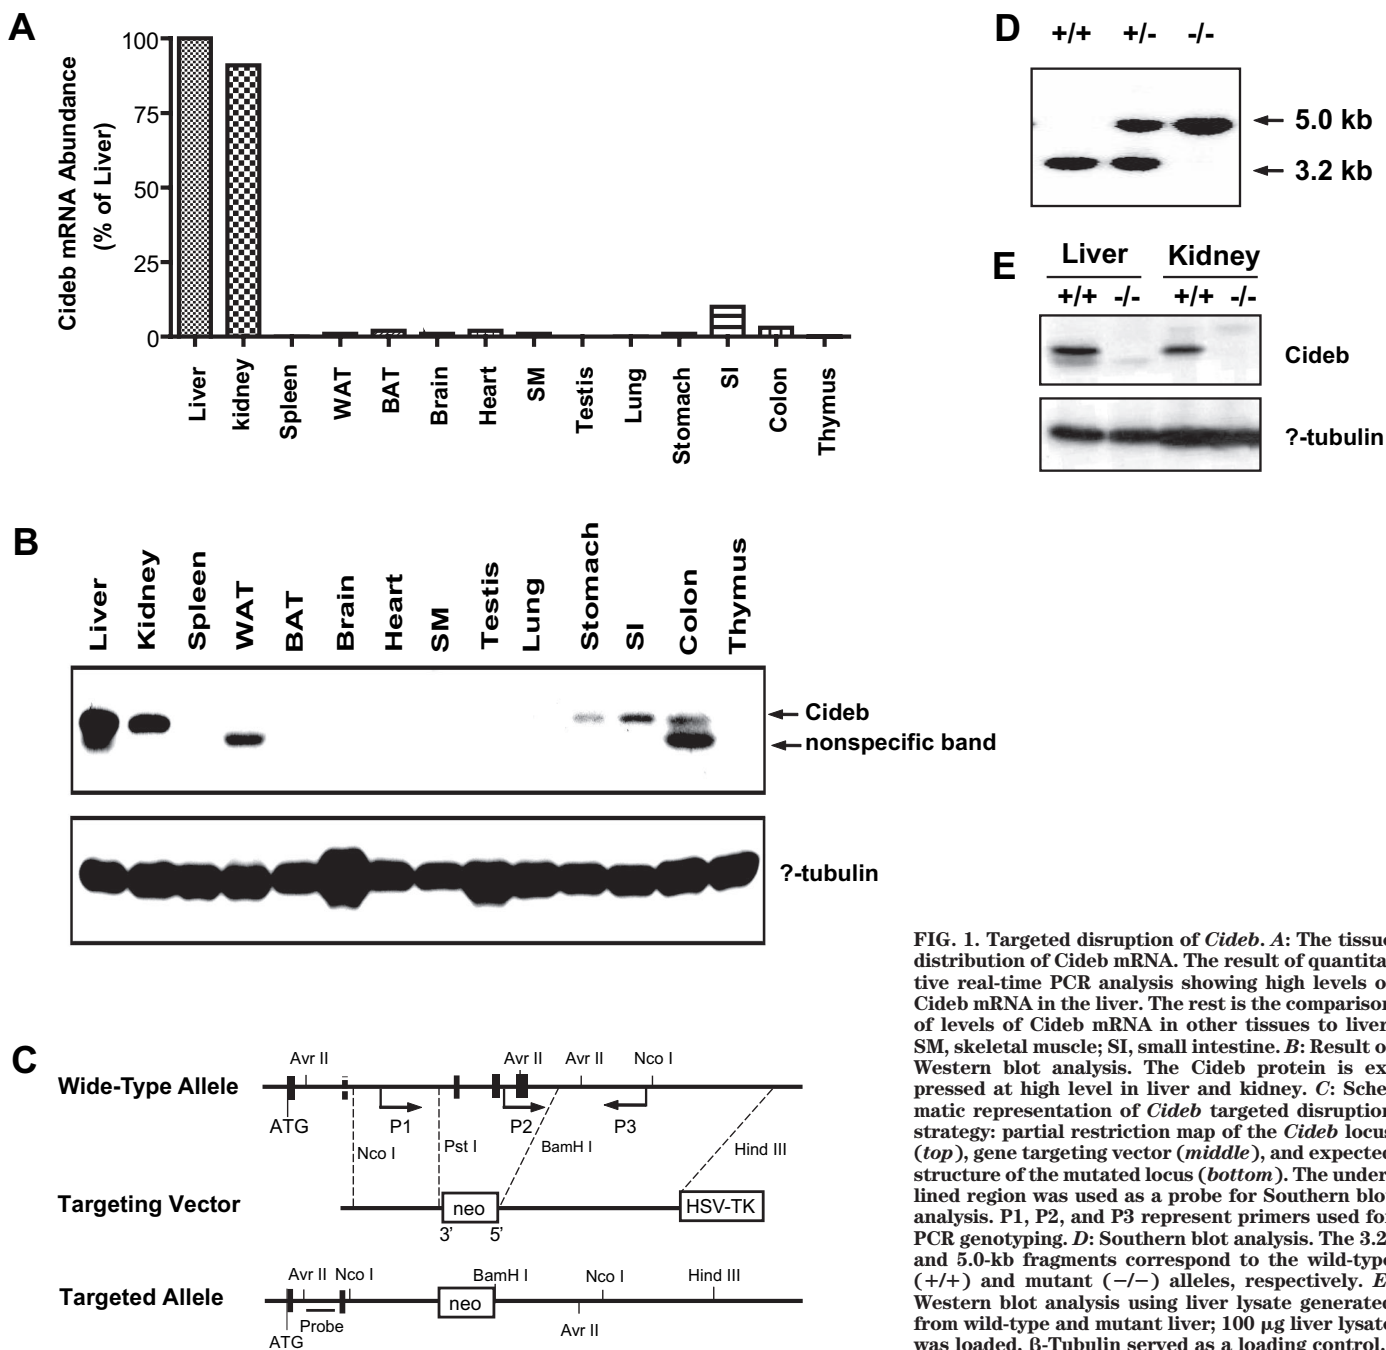 A
Cideb mRNA Abundance
(% of Liver)
100
75
50
25
0
Liver
kidney
Spleen
WAT
BAT
Brain
Heart
SM
Testis
Lung
Stomach
SI
Colon
Thymus
D
+/+ +/- -/-
5.0 kb
3.2 kb
E
Liver Kidney
+/+ -/- +/+ -/-
Cideb
?-tubulin
B
Liver
Kidney
Spleen
WAT
BAT
Brain
Heart
SM
Testis
Lung
Stomach
SI
Colon
Thymus
Cideb
nonspecific band
?-tubulin
C
Avr II Avr II Avr II Nco I
Wide-Type Allele
ATG P1 P2 P3
Nco I Pst I BamH I Hind III
Targeting Vector
neo HSV-TK
3' 5'
Avr II Nco I BamH I Nco I Hind III
Targeted Allele
neo
Probe Avr II
ATG
FIG. 1. Targeted disruption of Cideb. A: The tissue
distribution of Cideb mRNA. The result of quantita
tive real-time PCR analysis showing high levels o
Cideb mRNA in the liver. The rest is the comparison
of levels of Cideb mRNA in other tissues to liver
SM, skeletal muscle; SI, small intestine. B: Result o
Western blot analysis. The Cideb protein is ex
pressed at high level in liver and kidney. C: Sche
matic representation of Cideb targeted disruption
strategy: partial restriction map of the Cideb locus
(top), gene targeting vector (middle), and expected
structure of the mutated locus (bottom). The under
lined region was used as a probe for Southern blo
analysis. P1, P2, and P3 represent primers used fo
PCR genotyping. D: Southern blot analysis. The 3.2
and 5.0-kb fragments correspond to the wild-type
(+/+) and mutant (−/−) alleles, respectively. E
Western blot analysis using liver lysate generated
from wild-type and mutant liver; 100 μg liver lysate
was loaded. β-Tubulin served as a loading control.